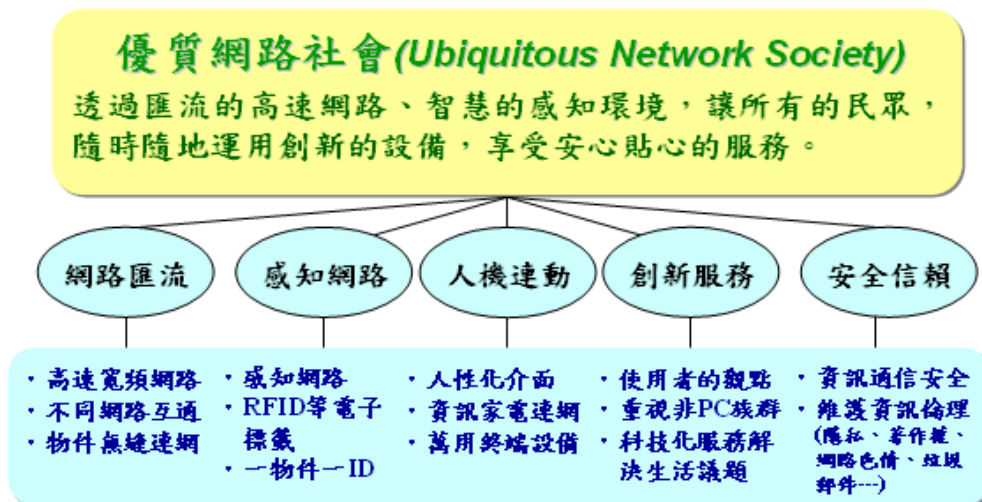 優質網路社會(Ubiquitous Network Society)
透過匯流的高速網路、智慧的感知環境，讓所有的民眾，
隨時隨地運用創新的設備，享受安心貼心的服務。
網路匯流
感知網路
人機連動
創新服務
安全信賴
・高速寬頻網路
・不同網路互通
・物件無縫連網
・感知網路
・RFID等電子
標籤
・一物件一ID
・人性化介面
・資訊家電連網
・萬用終端設備
・使用者的觀點
・重視非PC族群
・科技化服務解
決生活議題
・資訊通信安全
・維護資訊倫理
(隱私、著作權、
網路色情、垃圾
郵件---)